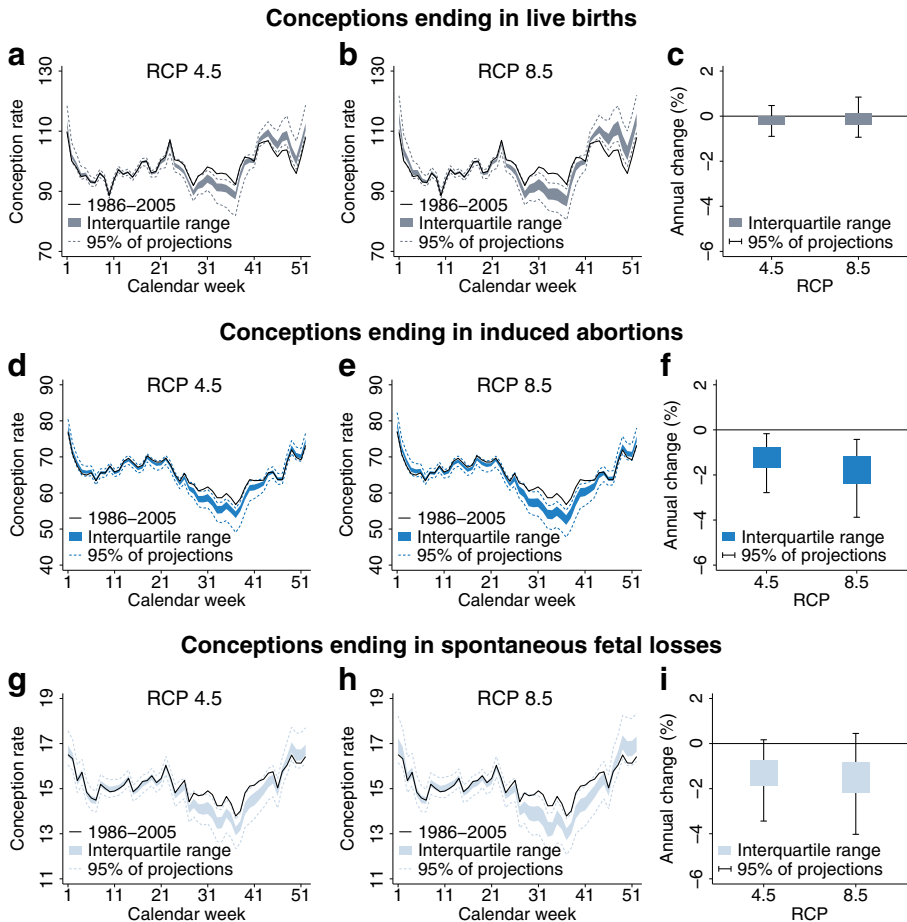 Conceptions ending in live births
a
RCP 4.5
Conception rate
130
110
90
70
1986–2005
Interquartile range
95% of projections
1 11 21 31 41 51
Calendar week
b
RCP 8.5
Conception rate
130
110
90
70
1986–2005
Interquartile range
95% of projections
1 11 21 31 41 51
Calendar week
c
Annual change (%)
2
0
−2
−4
−6
Interquartile range
95% of projections
4.5 8.5
RCP
Conceptions ending in induced abortions
d
RCP 4.5
Conception rate
90
80
70
60
50
40
1986–2005
Interquartile range
95% of projections
1 11 21 31 41 51
Calendar week
e
RCP 8.5
Conception rate
90
80
70
60
50
40
1986–2005
Interquartile range
95% of projections
1 11 21 31 41 51
Calendar week
f
Annual change (%)
2
0
−2
−4
−6
Interquartile range
95% of projections
4.5 8.5
RCP
Conceptions ending in spontaneous fetal losses
g
RCP 4.5
Conception rate
19
17
15
13
11
1986–2005
Interquartile range
95% of projections
1 11 21 31 41 51
Calendar week
h
RCP 8.5
Conception rate
19
17
15
13
11
1986–2005
Interquartile range
95% of projections
1 11 21 31 41 51
Calendar week
i
Annual change (%)
2
0
−2
−4
−6
Interquartile range
95% of projections
4.5 8.5
RCP